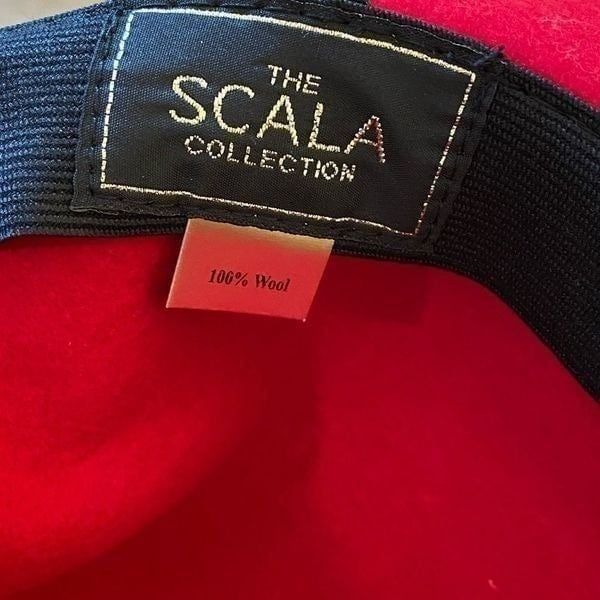 THE
SCALA
COLLECTION
100% Wool